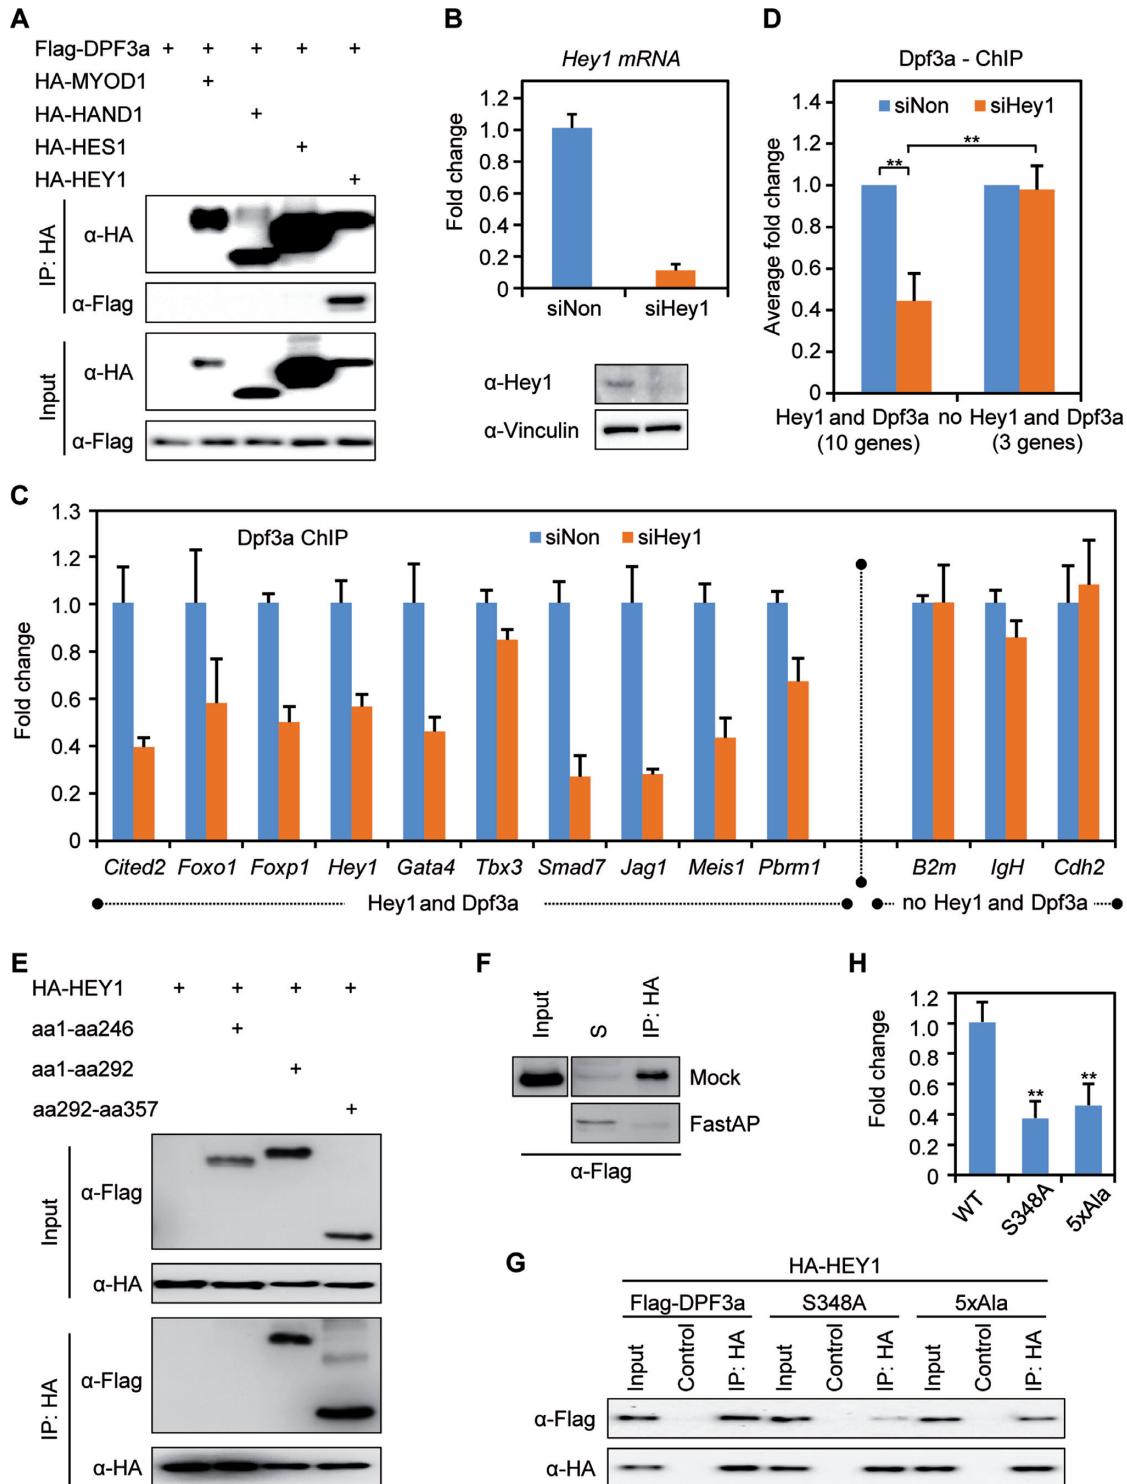 A
Flag-DPF3a + + + + +
HA-MYOD1 +
HA-HAND1 +
HA-HES1 +
HA-HEY1 +
IP: HA
α-HA
α-Flag
Input
α-HA
α-Flag
B
Hey1 mRNA
Fold change
1.2
1.0
0.8
0.6
0.4
0.2
0
siNon siHey1
α-Hey1
α-Vinculin
D
Dpf3a - ChIP
siNon siHey1
Average fold change
1.4
1.2
1.0
0.8
0.6
0.4
0.2
0
**
**
Hey1 and Dpf3a no Hey1 and Dpf3a
(10 genes) (3 genes)
C
Dpf3a ChIP
siNon siHey1
Fold change
1.3
1.2
1.0
0.8
0.6
0.4
0.2
0
Cited2 Foxo1 Foxp1 Hey1 Gata4 Tbx3 Smad7 Jag1 Meis1 Pbrm1 B2m IgH Cdh2
Hey1 and Dpf3a no Hey1 and Dpf3a
E
HA-HEY1 + + + +
aa1-aa246 +
aa1-aa292 +
aa292-aa357 +
Input
α-Flag
α-HA
IP: HA
α-Flag
α-HA
F
Input S IP: HA
Mock
FastAP
α-Flag
H
Fold change
1.2
1.0
0.8
0.6
0.4
0.2
0
**
**
WT S348A 5xAla
G
HA-HEY1
Flag-DPF3a S348A 5xAla
Input Control IP: HA Input Control IP: HA Input Control IP: HA
α-Flag
α-HA